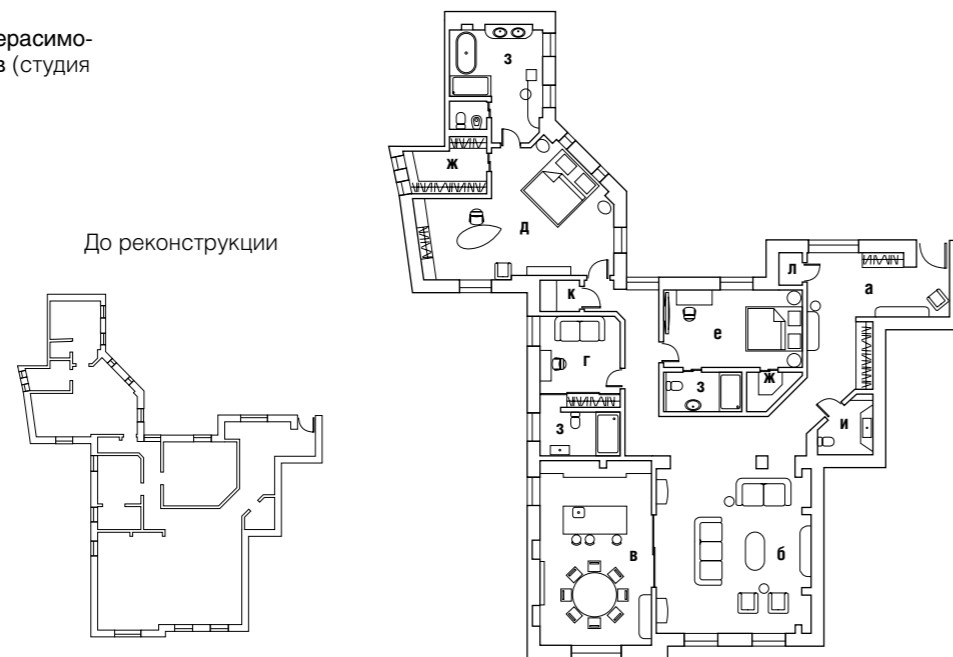 ерасимо-
в (студия
До реконструкции
з
ж
д
л
а
к
е
г
з
ж
з
и
в
б